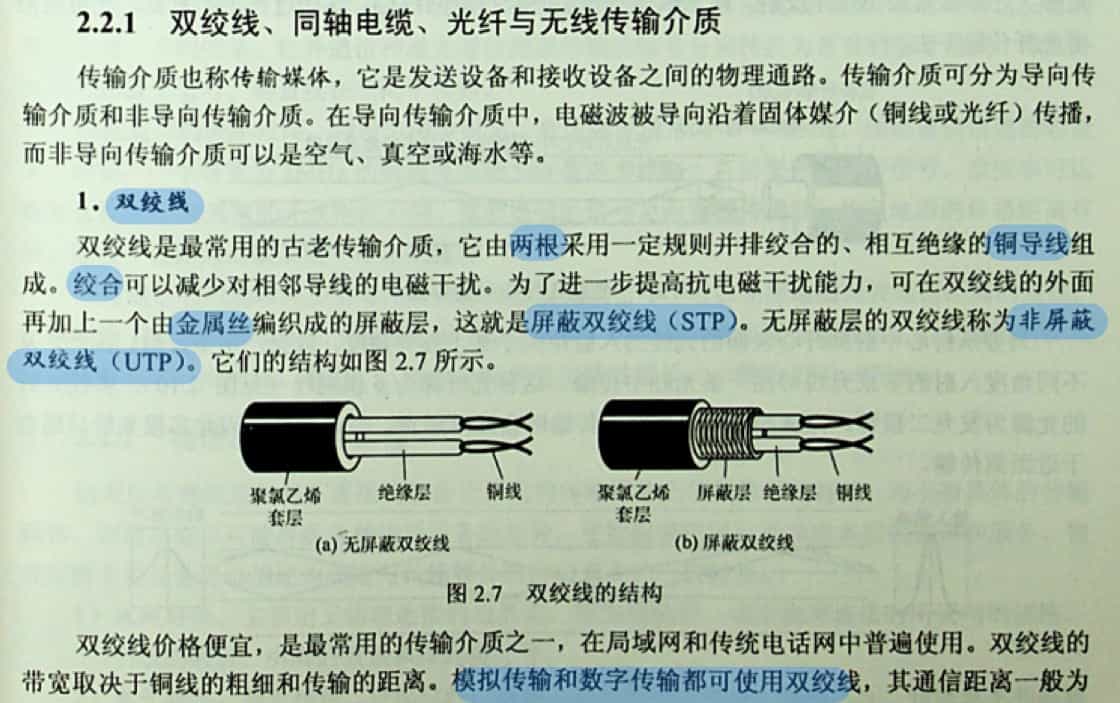 2.2.1 双绞线、同轴电缆、光纤与无线传输介质
传输介质也称传输媒体，它是发送设备和接收设备之间的物理通路。传输介质可分为导向传
输介质和非导向传输介质。在导向传输介质中，电磁波被导向沿着固体媒介（铜线或光纤）传播，
而非导向传输介质可以是空气、真空或海水等。
1. 双绞线
双绞线是最常用的古老传输介质，它由两根采用一定规则并排绞合的、相互绝缘的铜导线组
成。绞合可以减少对相邻导线的电磁干扰。为了进一步提高抗电磁干扰能力，可在双绞线的外面
再加上一个由金属丝编织成的屏蔽层，这就是屏蔽双绞线（STP）。无屏蔽层的双绞线称为非屏蔽
双绞线（UTP）。它们的结构如图 2.7 所示。
聚氯乙烯 绝缘层 铜线
套层
(a) 无屏蔽双绞线
聚氯乙烯 屏蔽层 绝缘层 铜线
套层
(b) 屏蔽双绞线
图 2.7 双绞线的结构
双绞线价格便宜，是最常用的传输介质之一，在局域网和传统电话网中普遍使用。双绞线的
带宽取决于铜线的粗细和传输的距离。模拟传输和数字传输都可使用双绞线，其通信距离一般为